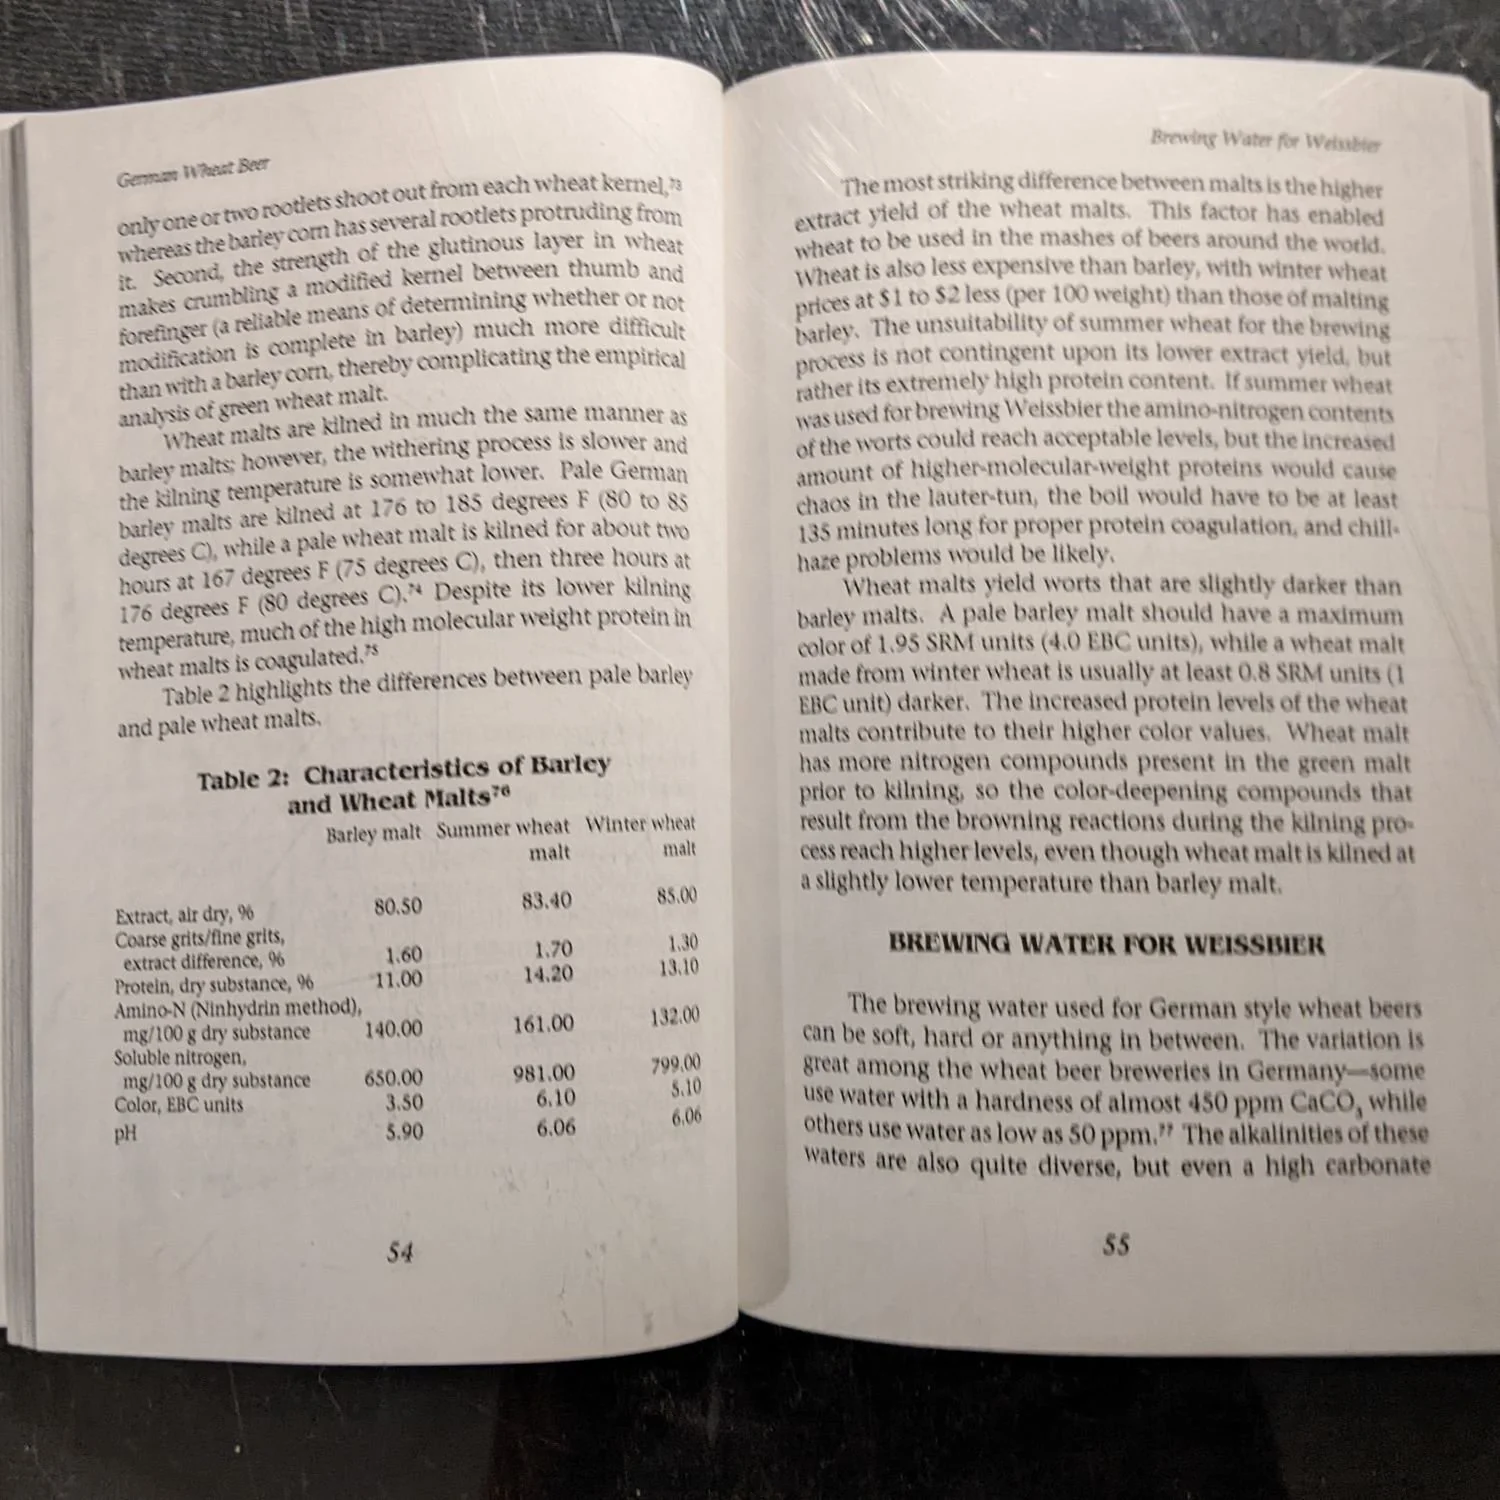 German Wheat Beer
only one or two rootlets shoot out from each wheat kernel,73
whereas the barley corn has several rootlets protruding from
it. Second, the strength of the glutinous layer in wheat
makes crumbling a modified kernel between thumb and
forefinger (a reliable means of determining whether or not
modification is complete in barley) much more difficult
than with a barley corn, thereby complicating the empirical
analysis of green wheat malt.
Wheat malts are kilned in much the same manner as
barley malts; however, the withering process is slower and
the kilning temperature is somewhat lower. Pale German
barley malts are kilned at 176 to 185 degrees F (80 to 85
degrees C), while a pale wheat malt is kilned for about two
hours at 167 degrees F (75 degrees C), then three hours at
176 degrees F (80 degrees C).74 Despite its lower kilning
temperature, much of the high molecular weight protein in
wheat malts is coagulated.75
Table 2 highlights the differences between pale barley
and pale wheat malts.
Table 2: Characteristics of Barley
and Wheat Malts76
Barley malt Summer wheat Winter wheat
malt malt
Extract, air dry, % 80.50 83.40 85.00
Coarse grits/fine grits,
extract difference, % 1.60 1.70 1.30
Protein, dry substance, % 11.00 14.20 13.10
Amino-N (Ninhydrin method),
mg/100 g dry substance 140.00 161.00 132.00
Soluble nitrogen,
mg/100 g dry substance 650.00 981.00 799.00
Color, EBC units 3.50 6.10 5.10
pH 5.90 6.06 6.06
54
Brewing Water for Weissbier
The most striking difference between malts is the higher
extract yield of the wheat malts. This factor has enabled
wheat to be used in the mashes of beers around the world.
Wheat is also less expensive than barley, with winter wheat
prices at $1 to $2 less (per 100 weight) than those of malting
barley. The unsuitability of summer wheat for the brewing
process is not contingent upon its lower extract yield, but
rather its extremely high protein content. If summer wheat
was used for brewing Weissbier the amino-nitrogen contents
of the worts could reach acceptable levels, but the increased
amount of higher-molecular-weight proteins would cause
chaos in the lauter-tun, the boil would have to be at least
135 minutes long for proper protein coagulation, and chill-
haze problems would be likely.
Wheat malts yield worts that are slightly darker than
barley malts. A pale barley malt should have a maximum
color of 1.95 SRM units (4.0 EBC units), while a wheat malt
made from winter wheat is usually at least 0.8 SRM units (1
EBC unit) darker. The increased protein levels of the wheat
malts contribute to their higher color values. Wheat malt
has more nitrogen compounds present in the green malt
prior to kilning, so the color-deepening compounds that
result from the browning reactions during the kilning pro-
cess reach higher levels, even though wheat malt is kilned at
a slightly lower temperature than barley malt.
BREWING WATER FOR WEISSBIER
The brewing water used for German style wheat beers
can be soft, hard or anything in between. The variation is
great among the wheat beer breweries in Germany—some
use water with a hardness of almost 450 ppm CaCO3 while
others use water as low as 50 ppm.77 The alkalinities of these
waters are also quite diverse, but even a high carbonate
55